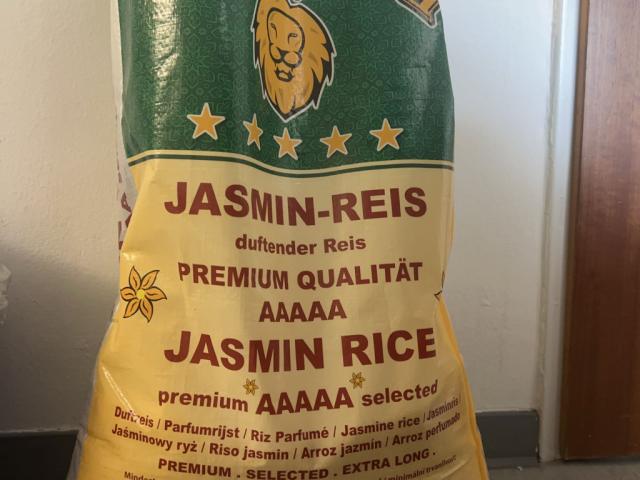 JASMIN-REIS
duftender Reis
PREMIUM QUALITÄT
AAAAA
JASMIN RICE
premium AAAAA selected
Duftreis / Parfumrijst / Riz Parfumé / Jasmine rice / Jasminris /
Jaśminowy ryż / Riso jasmin / Arroz jazmín / Arroz perfumado
PREMIUM . SELECTED . EXTRA LONG .